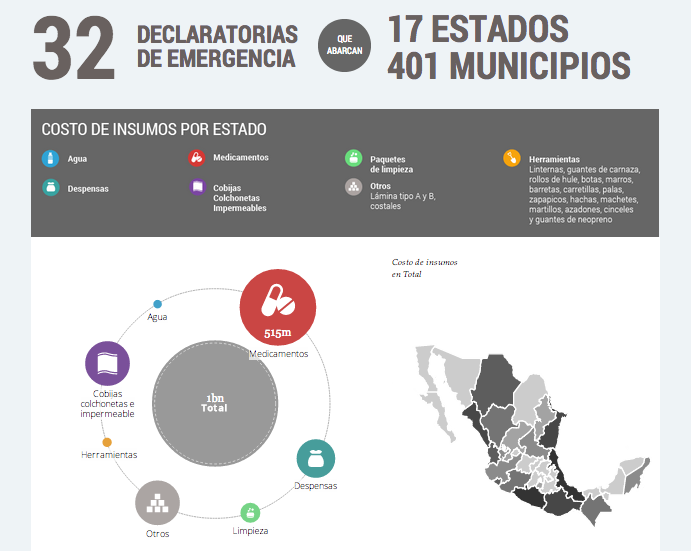 32
DECLARATORIAS
DE EMERGENCIA
QUE
ABARCAN
17 ESTADOS
401 MUNICIPIOS
COSTO DE INSUMOS POR ESTADO
Agua
Medicamentos
Paquetes
de limpieza
Herramientas
Linternas, guantes de carnaza,
rollos de hule, botas, marros,
barretas, carretillas, palas,
zapapicos, hachas, machetes,
martillos, azadones, cinceles
y guantes de neopreno
Despensas
Cobijas
Colchonetas
Impermeables
Otros
Lámina tipo A y B,
costales
Costo de insumos
en Total
Agua
515m
Medicamentos
Cobijas
colchonetas e
impermeable
1bn
Total
Herramientas
Despensas
Otros
Limpieza